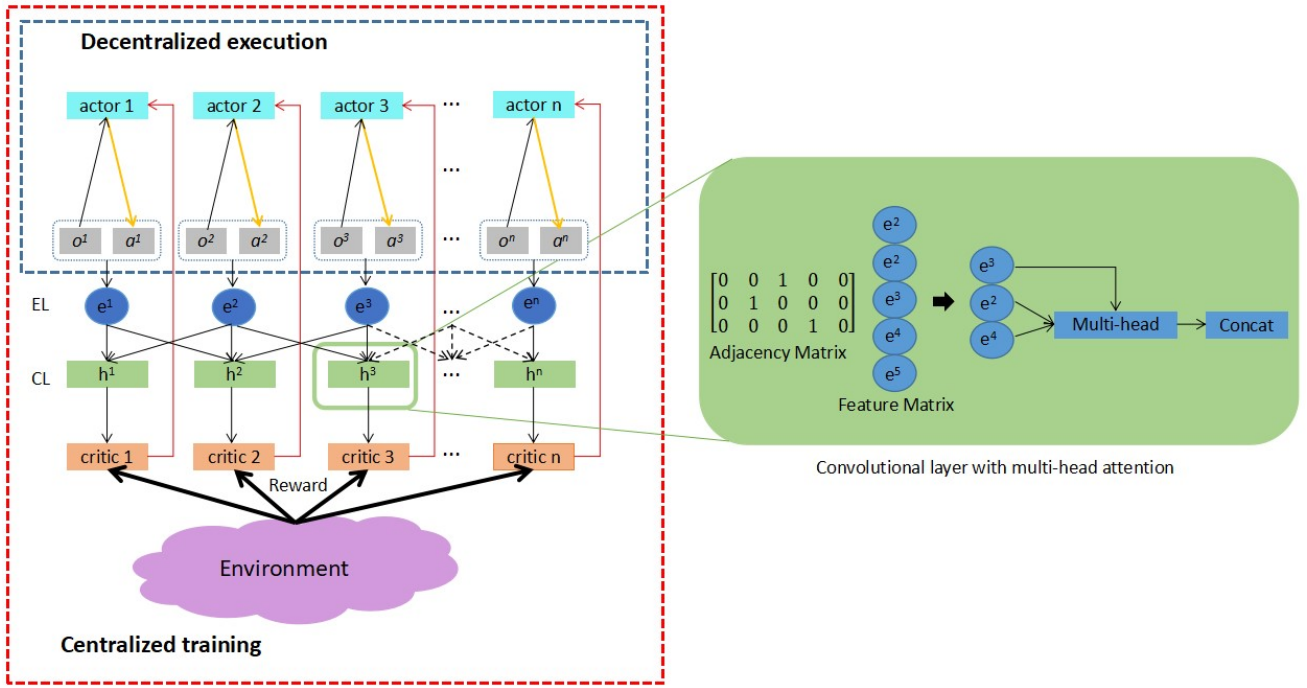 Decentralized execution
actor 1 actor 2 actor 3 ... actor n
...
o¹ a¹ o² a² o³ a³ ... oⁿ aⁿ
EL e¹ e² e³ ... eⁿ
CL h¹ h² h³ ... hⁿ
critic 1 critic 2 critic 3 ... critic n
Reward
Environment
Centralized training
e²
e²
e³
e⁴
e⁵
Feature Matrix
0 0 1 0 0
0 1 0 0 0
0 0 0 1 0
Adjacency Matrix
e³
e²
e⁴
Multi-head Concat
Convolutional layer with multi-head attention